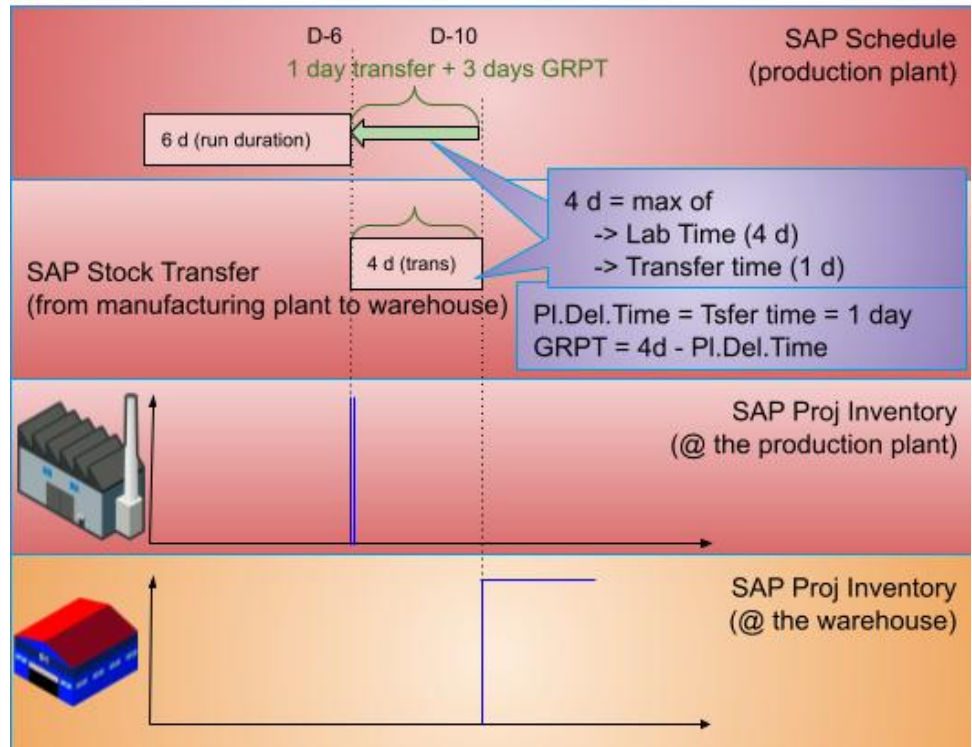 D-6
D-10
1 day transfer + 3 days GRPT
SAP Schedule
(production plant)
6 d (run duration)
4 d = max of
-> Lab Time (4 d)
-> Transfer time (1 d)
4 d (trans)
SAP Stock Transfer
(from manufacturing plant to warehouse)
Pl.Del.Time = Tsfer time = 1 day
GRPT = 4d - Pl.Del.Time
SAP Proj Inventory
(@ the production plant)
SAP Proj Inventory
(@ the warehouse)